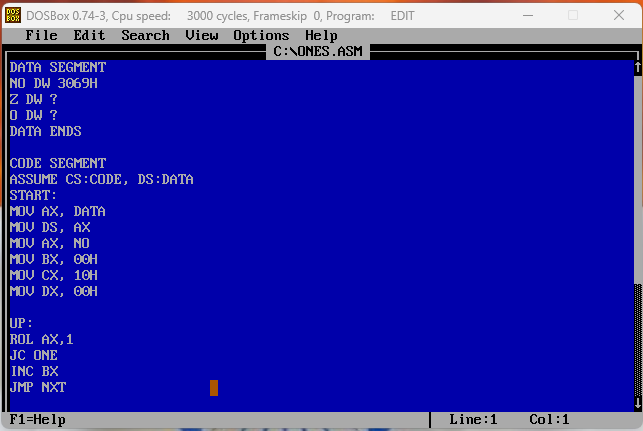 DOSBox 0.74-3, Cpu speed:    3000 cycles, Frameskip  0, Program:    EDIT
File  Edit  Search  View  Options  Help
C:\ONES.ASM
DATA SEGMENT
NO DW 3069H
Z DW ?
O DW ?
DATA ENDS
CODE SEGMENT
ASSUME CS:CODE, DS:DATA
START:
MOV AX, DATA
MOV DS, AX
MOV AX, NO
MOV BX, 00H
MOV CX, 10H
MOV DX, 00H
UP:
ROL AX,1
JC ONE
INC BX
JMP NXT
F1=Help    Line:1    Col:1